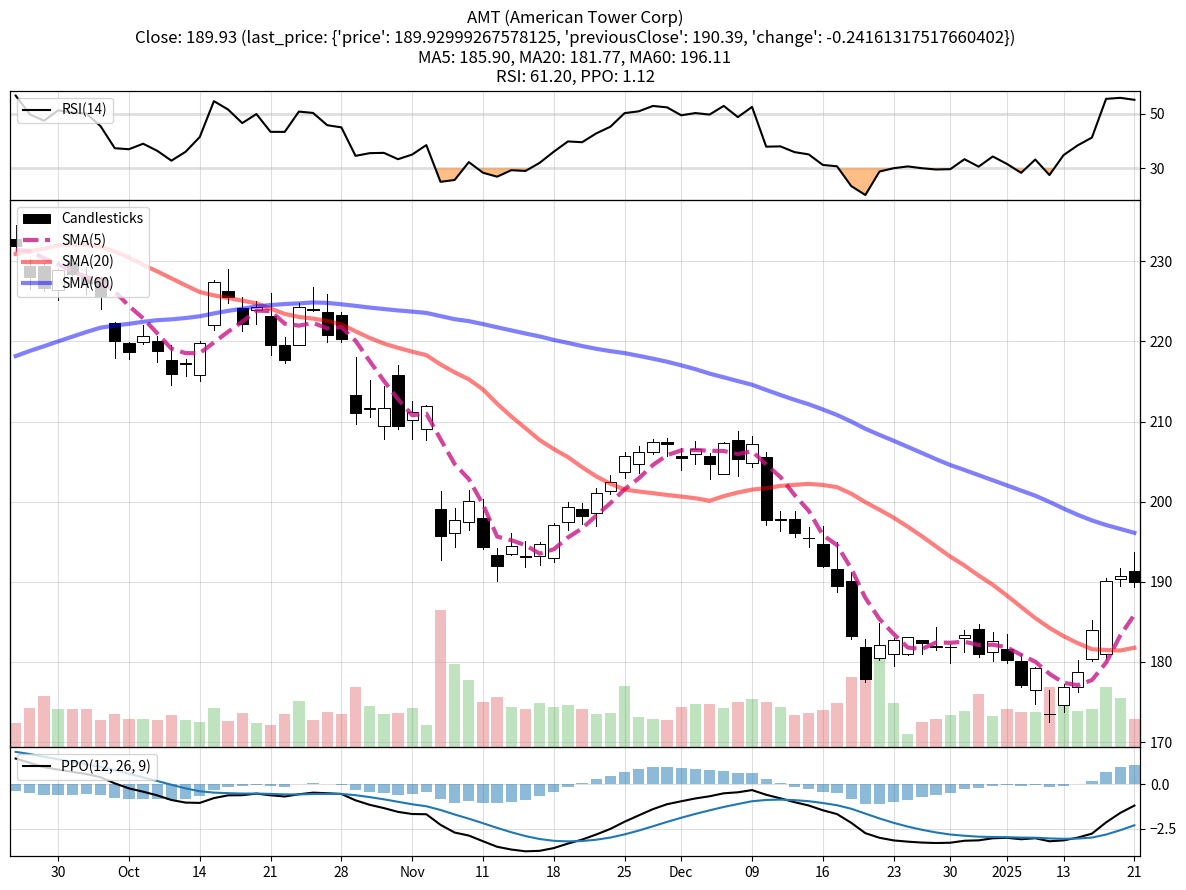 AMT (American Tower Corp)
Close: 189.93 (last_price: {'price': 189.92999267578125, 'previousClose': 190.39, 'change': -0.24161317517660402})
MA5: 185.90, MA20: 181.77, MA60: 196.11
RSI: 61.20, PPO: 1.12
RSI(14)
50
30
Candlesticks
SMA(5)
SMA(20)
SMA(60)
230
220
210
200
190
180
170
PPO(12, 26, 9)
0.0
−2.5
30 Oct 14 21 28 Nov 11 18 25 Dec 09 16 23 30 2025 13 21